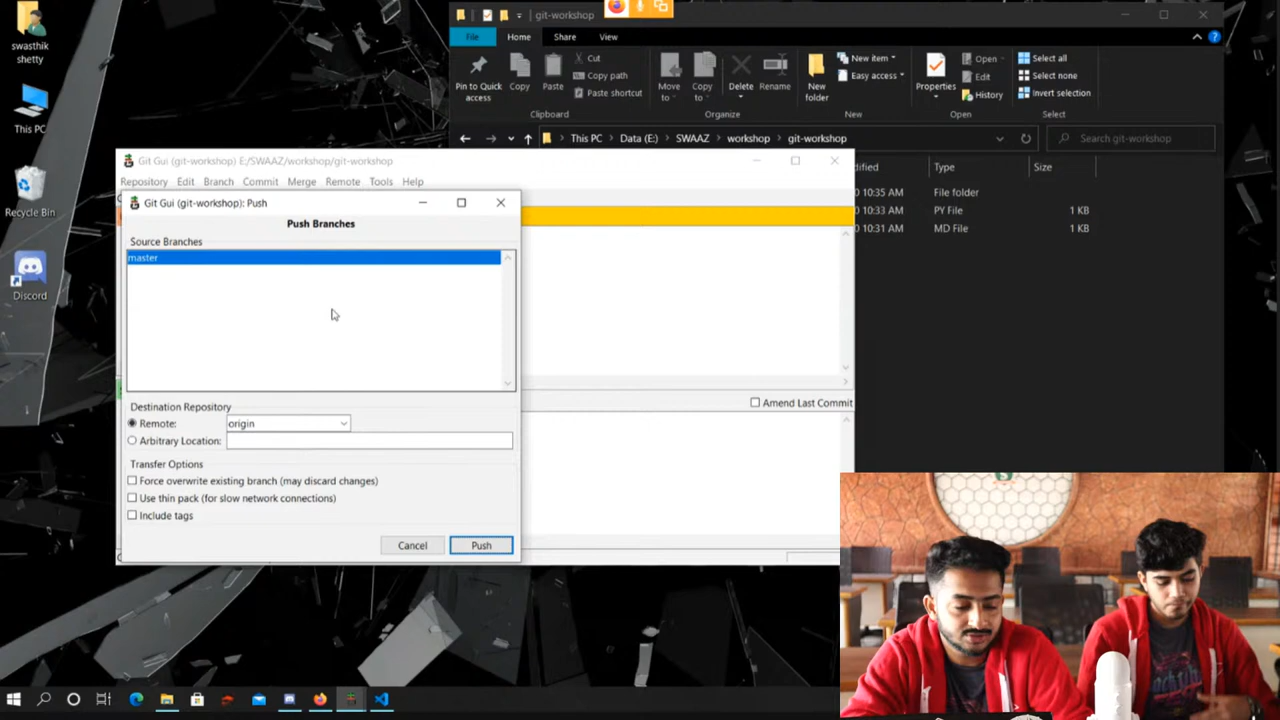 swasthik
shetty
This PC
Recycle Bin
Discord
git-workshop
File
Home
Share
View
Pin to Quick
access
Copy
Paste
Cut
Copy path
Paste shortcut
Clipboard
Move
to
Copy
to
Delete
Rename
Organize
New
folder
New item
Easy access
New
Properties
Open
Edit
History
Open
Select all
Select none
Invert selection
Select
This PC
Data (E:)
SWAAZ
workshop
git-workshop
Search git-workshop
dified
Type
Size
0 10:35 AM
File folder
0 10:33 AM
PY File
1 KB
0 10:31 AM
MD File
1 KB
Git Gui (git-workshop) E:/SWAAZ/workshop/git-workshop
Repository
Edit
Branch
Commit
Merge
Remote
Tools
Help
Amend Last Commit
Git Gui (git-workshop): Push
Push Branches
Source Branches
master
Destination Repository
Remote:
origin
Arbitrary Location:
Transfer Options
Force overwrite existing branch (may discard changes)
Use thin pack (for slow network connections)
Include tags
Cancel
Push